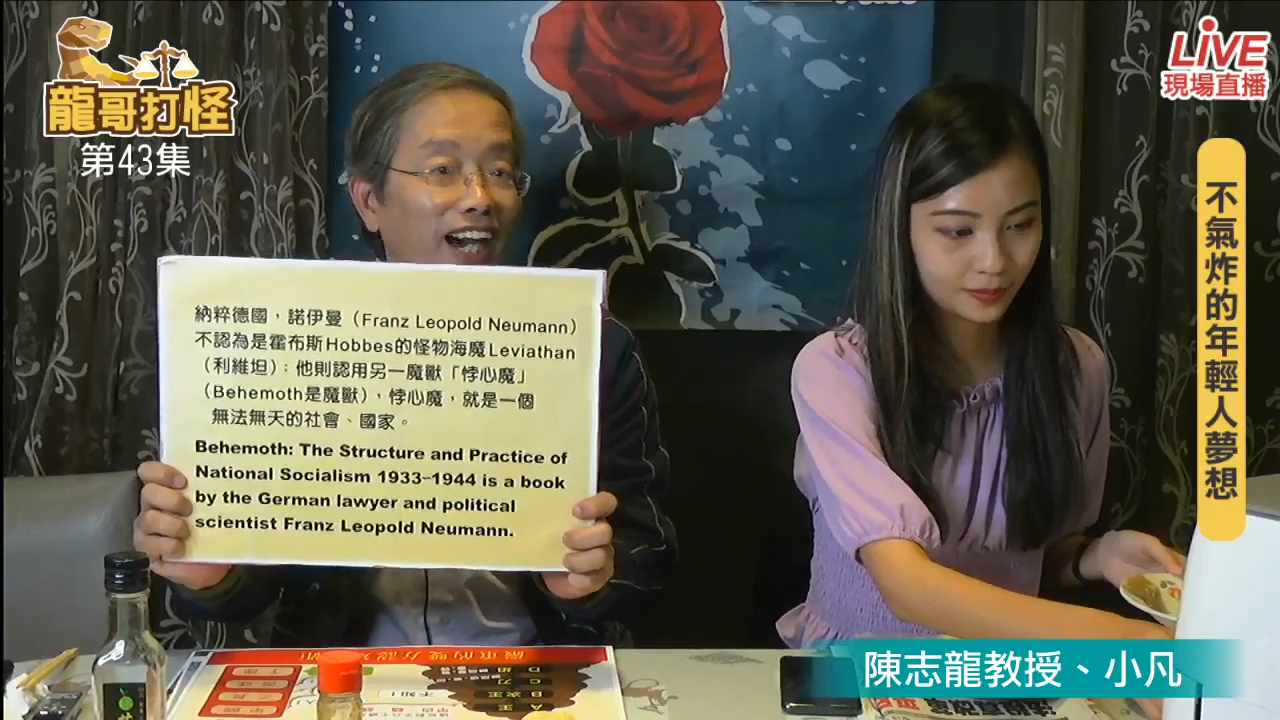 龍哥打怪
第43集
LIVE
現場直播
不氣炸的年輕人夢想
納粹德國，諾伊曼（Franz Leopold Neumann）
不認為是霍布斯Hobbes的怪物海魔Leviathan
（利維坦）：他則認用另一魔獸「悖心魔」
（Behemoth是魔獸），悖心魔，就是一個
無法無天的社會、國家。
Behemoth: The Structure and Practice of
National Socialism 1933–1944 is a book
by the German lawyer and political
scientist Franz Leopold Neumann.
陳志龍教授、小凡